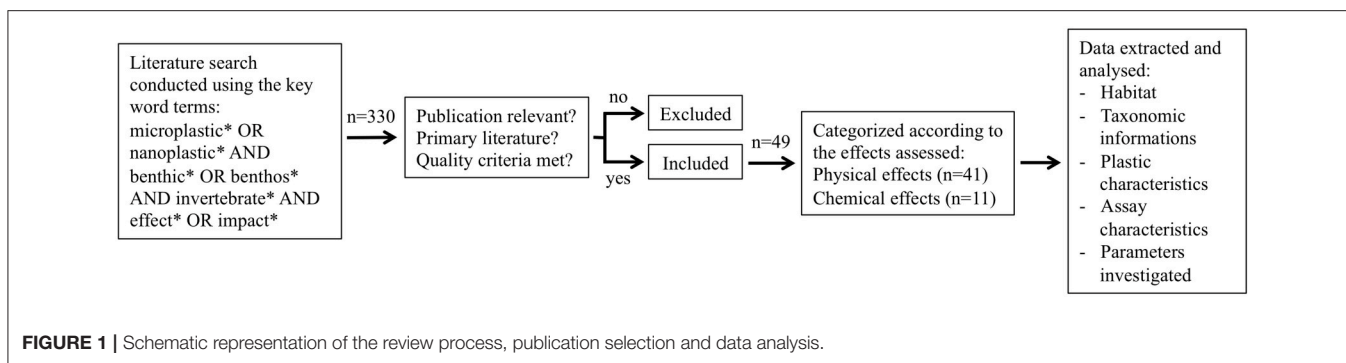 Literature search
conducted using the key
word terms:
microplastic* OR
nanoplastic* AND
benthic* OR benthos*
AND invertebrate* AND
effect* OR impact*
n=330
Publication relevant?
Primary literature?
Quality criteria met?
no
Excluded
yes
Included
n=49
Categorized according to
the effects assessed:
Physical effects (n=41)
Chemical effects (n=11)
Data extracted and
analysed:
- Habitat
- Taxonomic
informations
- Plastic
characteristics
- Assay
characteristics
- Parameters
investigated
FIGURE 1 | Schematic representation of the review process, publication selection and data analysis.